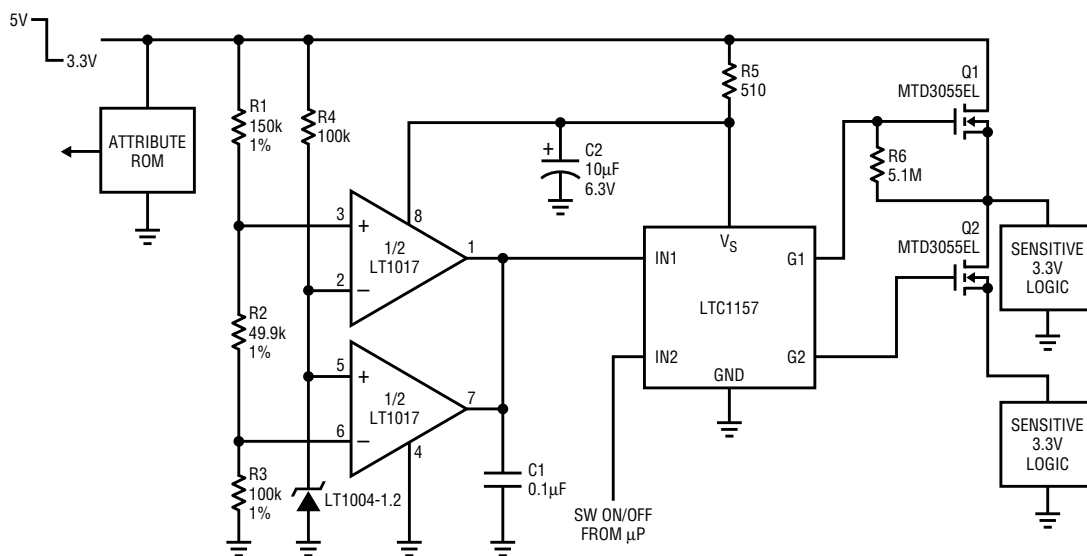 5V
3.3V
ATTRIBUTE
ROM
R1
150k
1%
R4
100k
R2
49.9k
1%
R3
100k
1%
LT1004-1.2
3
+
8
1/2
LT1017
1
2
–
5
+
1/2
LT1017
7
6
–
4
C1
0.1µF
+
C2
10µF
6.3V
R5
510
VS
IN1
G1
LTC1157
IN2
G2
GND
SW ON/OFF
FROM µP
Q1
MTD3055EL
R6
5.1M
Q2
MTD3055EL
SENSITIVE
3.3V
LOGIC
SENSITIVE
3.3V
LOGIC